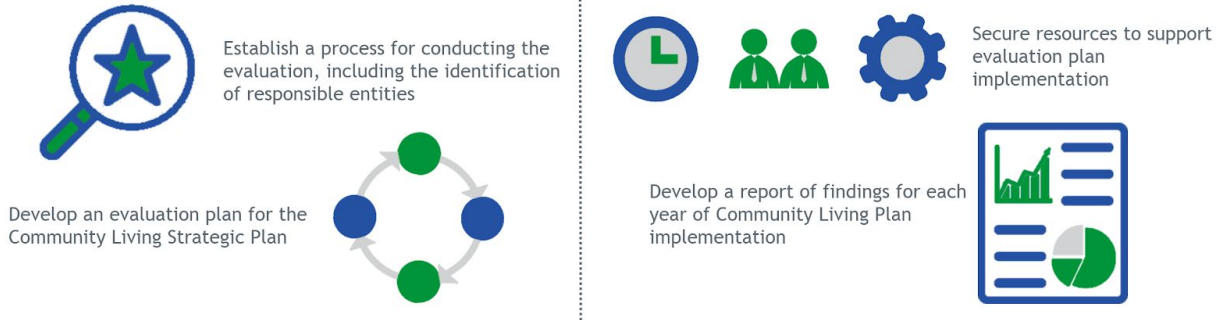 Establish a process for conducting the
evaluation, including the identification
of responsible entities
Develop an evaluation plan for the
Community Living Strategic Plan
Secure resources to support
evaluation plan
implementation
Develop a report of findings for each
year of Community Living Plan
implementation